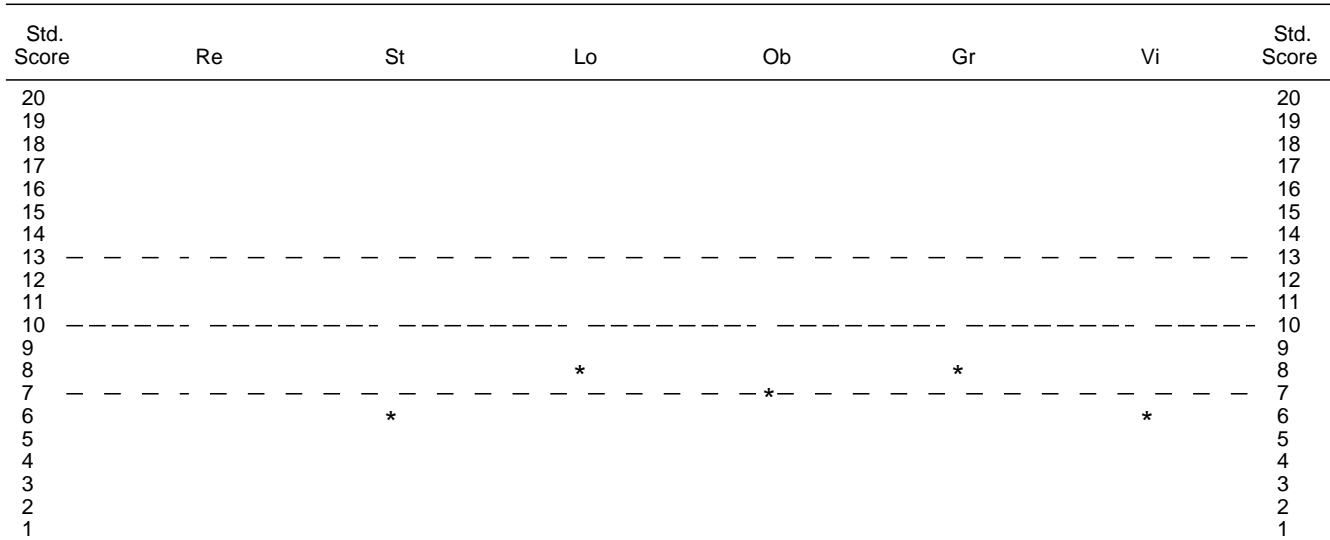 Std. Std.
Score Re St Lo Ob Gr Vi Score
20 20
19 19
18 18
17 17
16 16
15 15
14 14
13 — — — — — — — — — — — — — — — — — — — — — — — — — — — — — — — — 13
12 12
11 11
10 —————— ——————— ——————— ——————— ——————— ——————— —————— 10
9 9
8 * * 8
7 — — — — — — — — — — — — — — — — — — —*— — — — — — — — — — — — — 7
6 * * 6
5 5
4 4
3 3
2 2
1 1